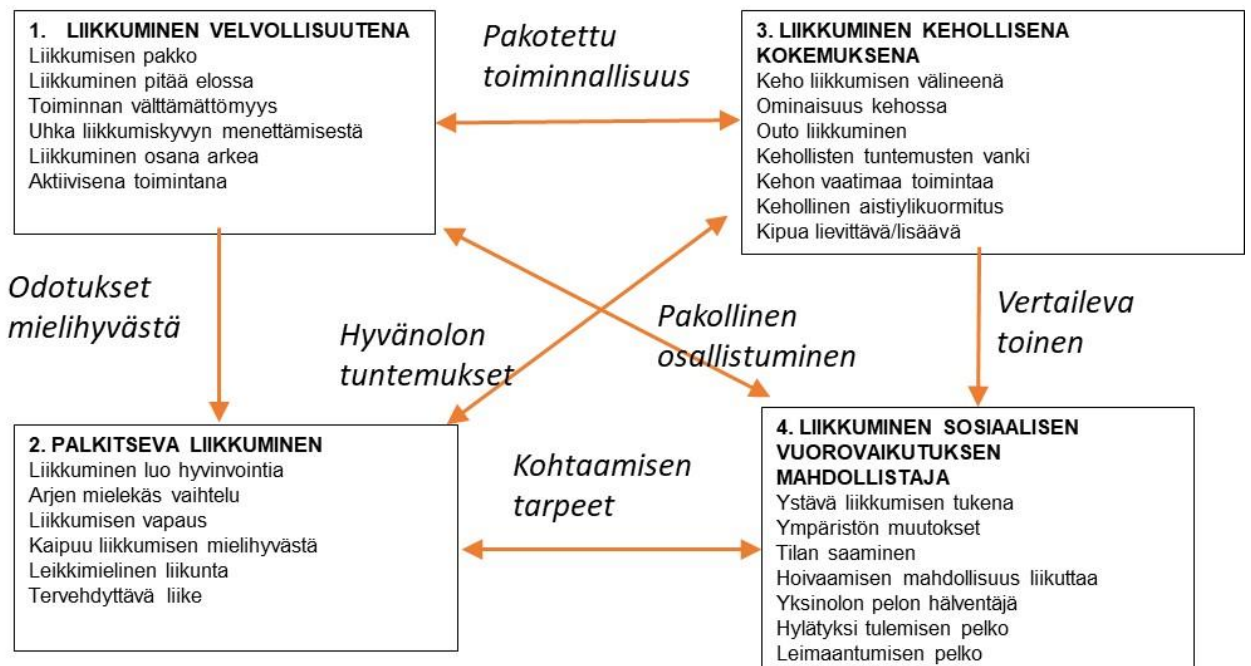 1. LIIKKUMINEN VELVOLLISUUTENA
Liikkumisen pakko
Liikkuminen pitää elossa
Toiminnan välttämättömyys
Uhka liikkumiskyvyn menettämisestä
Liikkuminen osana arkea
Aktiivisena toimintana
Pakotettu
toiminnallisuus
3. LIIKKUMINEN KEHOLLISENA
KOKEMUKSENA
Keho liikkumisen välineenä
Ominaisuus kehossa
Outo liikkuminen
Kehollisten tuntemusten vanki
Kehon vaatimaa toimintaa
Kehollinen aistiylikuormitus
Kipua lievittävä/lisäävä
Odotukset
mielihyvästä
Hyvänolon
tuntemukset
Pakollinen
osallistuminen
Vertaileva
toinen
2. PALKITSEVA LIIKKUMINEN
Liikkuminen luo hyvinvointia
Arjen mielekäs vaihtelu
Liikkumisen vapaus
Kaipuu liikkumisen mielihyvästä
Leikkimielinen liikunta
Tervehdyttävä liike
Kohtaamisen
tarpeet
4. LIIKKUMINEN SOSIAALISEN
VUOROVAIKUTUKSEN
MAHDOLLISTAJA
Ystävä liikkumisen tukena
Ympäristön muutokset
Tilan saaminen
Hoivaamisen mahdollisuus liikuttaa
Yksinolon pelon hälventäjä
Hylätyksi tulemisen pelko
Leimaantumisen pelko